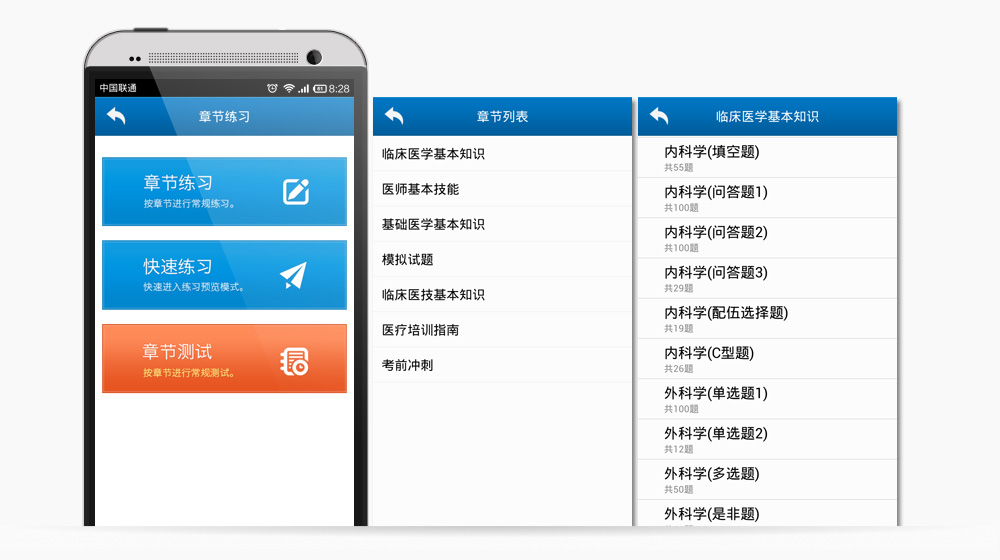 中国联通
8:28
章节练习
章节练习
按章节进行常规练习。
快速练习
快速进入练习预览模式。
章节测试
按章节进行常规测试。
章节列表
临床医学基本知识
医师基本技能
基础医学基本知识
模拟试题
临床医技基本知识
医疗培训指南
考前冲刺
临床医学基本知识
内科学(填空题)
共55题
内科学(问答题1)
共100题
内科学(问答题2)
共100题
内科学(问答题3)
共29题
内科学(配伍选择题)
共19题
内科学(C型题)
共26题
外科学(单选题1)
共100题
外科学(单选题2)
共12题
外科学(多选题)
共50题
外科学(是非题)